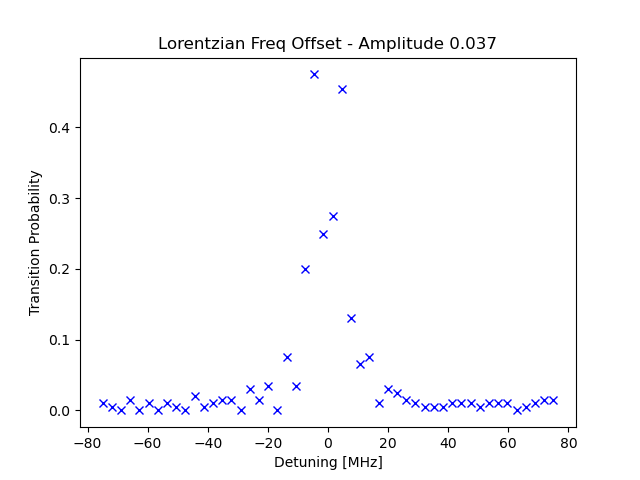 Lorentzian Freq Offset - Amplitude 0.037
Transition Probability
0.4
0.3
0.2
0.1
0.0
−80 −60 −40 −20 0 20 40 60 80
Detuning [MHz]